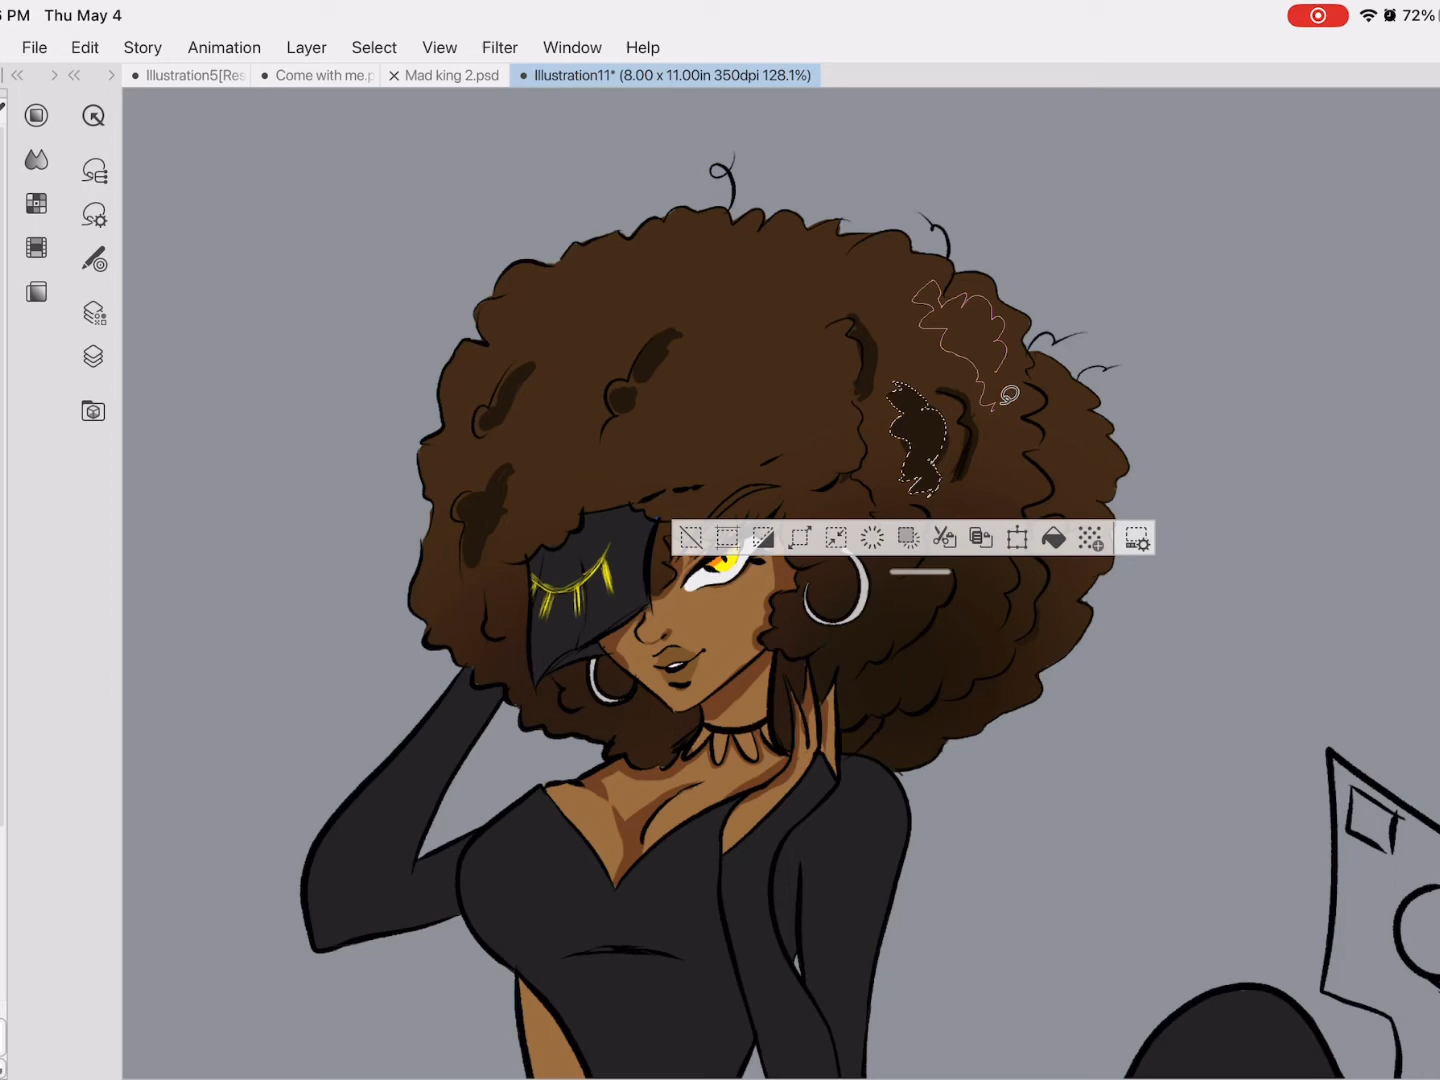 6 PM Thu May 4 72%
File Edit Story Animation Layer Select View Filter Window Help
Illustration5[Res Come with me.p Mad king 2.psd Illustration11* (8.00 x 11.00in 350dpi 128.1%)